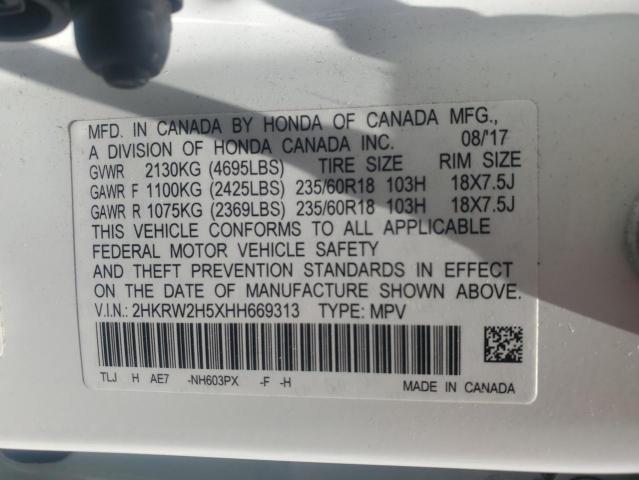 MFD. IN CANADA BY HONDA OF CANADA MFG.,
A DIVISION OF HONDA CANADA INC. 08/'17
GVWR 2130KG (4695LBS) TIRE SIZE RIM SIZE
GAWR F 1100KG (2425LBS) 235/60R18 103H 18X7.5J
GAWR R 1075KG (2369LBS) 235/60R18 103H 18X7.5J
THIS VEHICLE CONFORMS TO ALL APPLICABLE
FEDERAL MOTOR VEHICLE SAFETY
AND THEFT PREVENTION STANDARDS IN EFFECT
ON THE DATE OF MANUFACTURE SHOWN ABOVE.
V.I.N.: 2HKRW2H5XHH669313 TYPE: MPV
TLJ H AE7 -NH603PX -F -H
MADE IN CANADA